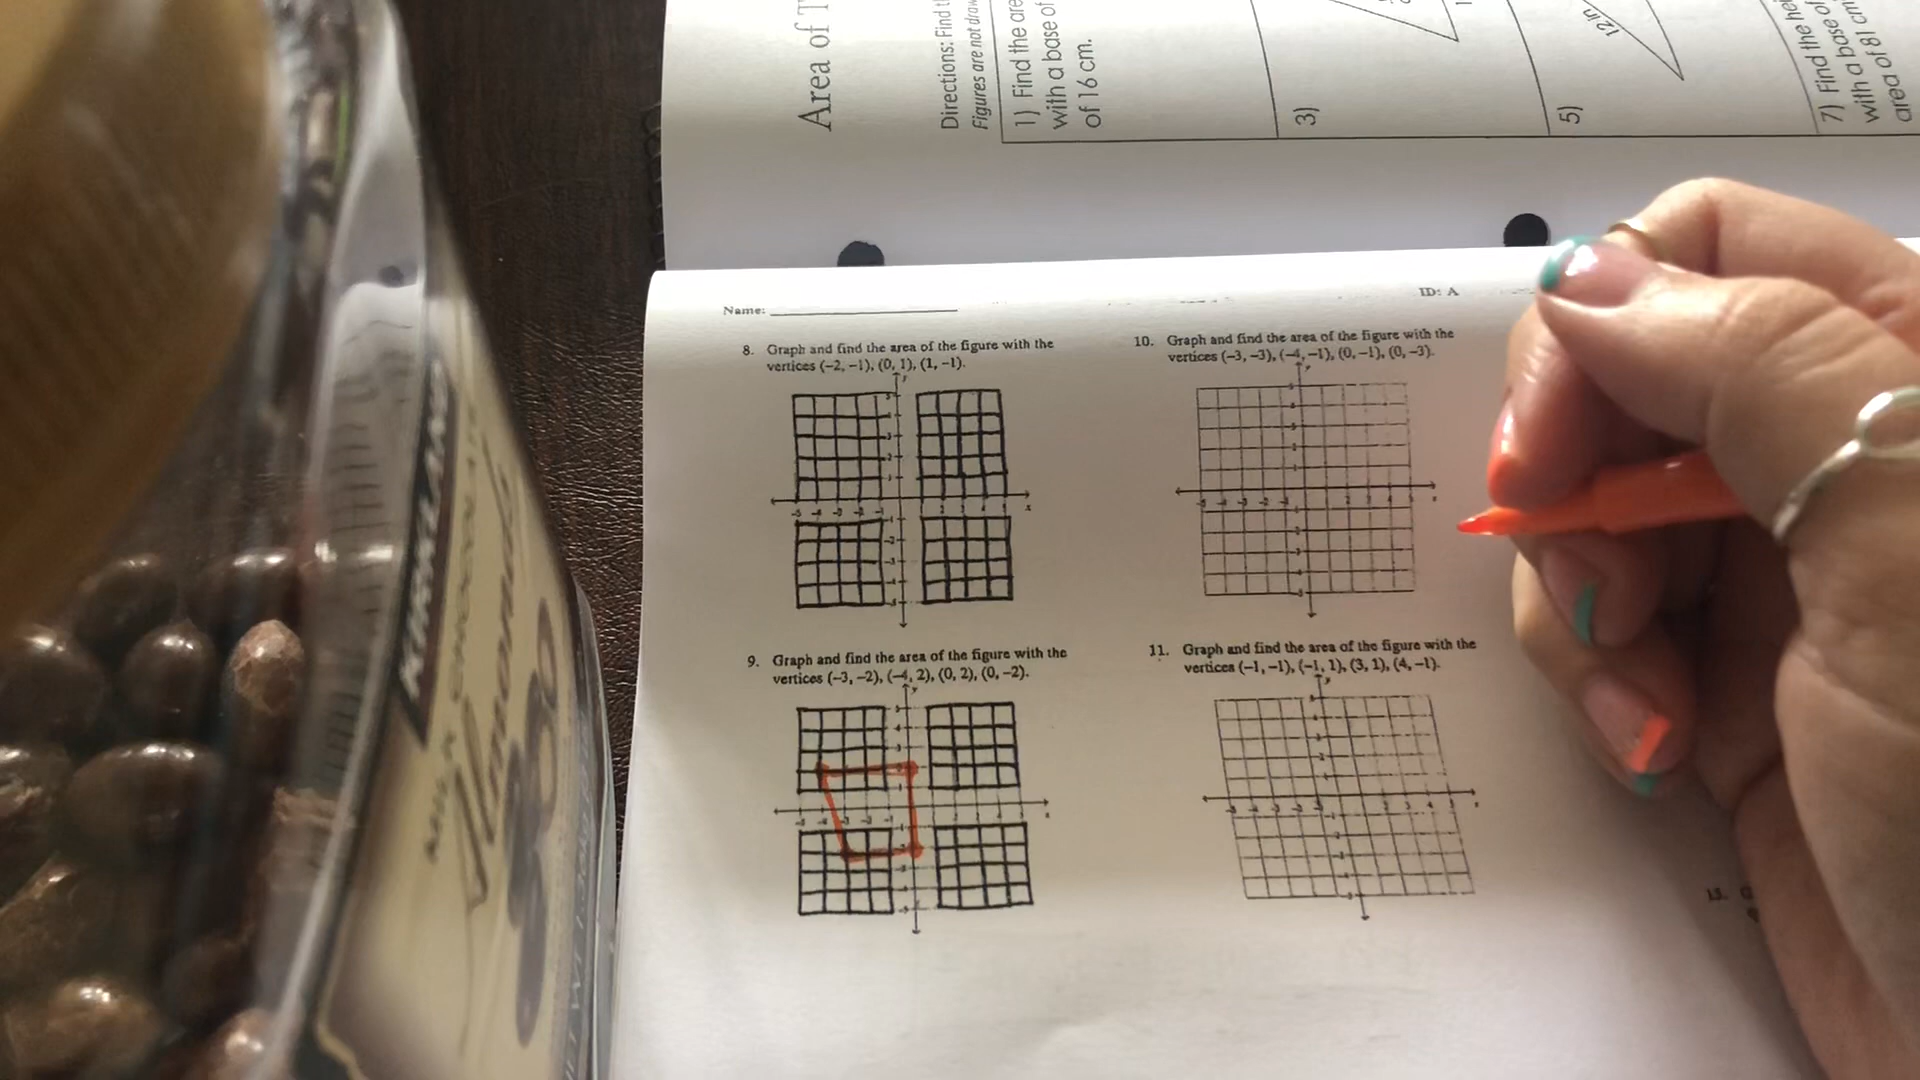 Area of
Directions: Find
Figures are not
1) Find the are
with a base of
of 16 cm.
3)
5)
12 in.
7) Find the
with a base of
area of 81 cm
Name:
ID: A
8. Graph and find the area of the figure with the
vertices (−2, −1), (0, 1), (1, −1).
9. Graph and find the area of the figure with the
vertices (−3, −2), (−4, 2), (0, 2), (0, −2).
10. Graph and find the area of the figure with the
vertices (−3, −3), (−4, −1), (0, −1), (0, −3).
11. Graph and find the area of the figure with the
vertices (−1, −1), (−1, 1), (3, 1), (4, −1).
KIRKLAND
Almonds